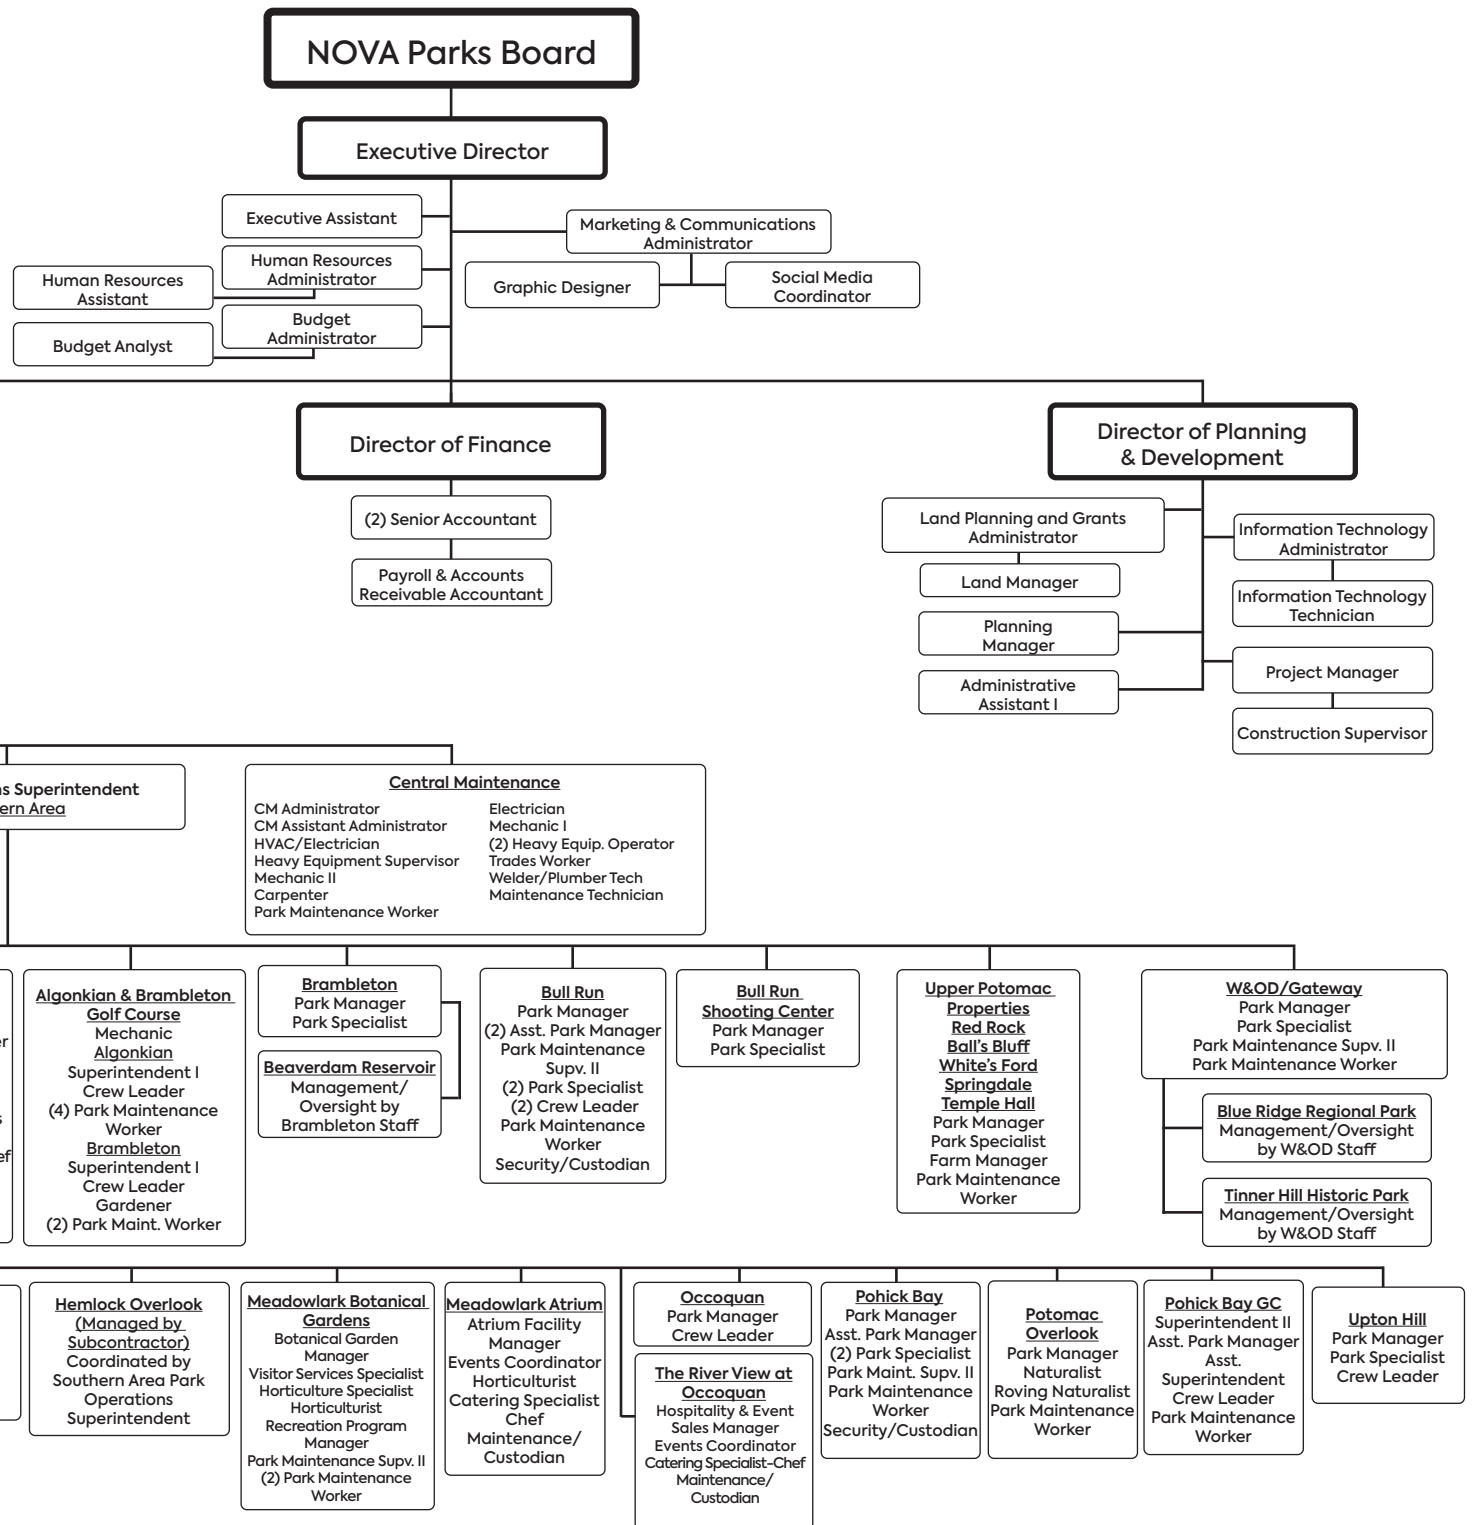 NOVA Parks Board
Executive Director
Executive Assistant
Marketing & Communications
Administrator
Human Resources
Administrator
Human Resources
Assistant
Graphic Designer
Social Media
Coordinator
Budget
Administrator
Budget Analyst
Director of Finance
(2) Senior Accountant
Payroll & Accounts
Receivable Accountant
Director of Planning
& Development
Land Planning and Grants
Administrator
Land Manager
Information Technology
Administrator
Information Technology
Technician
Planning
Manager
Administrative
Assistant I
Project Manager
Construction Supervisor
s Superintendent
ern Area
Central Maintenance
CM Administrator
CM Assistant Administrator
HVAC/Electrician
Heavy Equipment Supervisor
Mechanic II
Carpenter
Park Maintenance Worker
Electrician
Mechanic I
(2) Heavy Equip. Operator
Trades Worker
Welder/Plumber Tech
Maintenance Technician
er
s
ef
Algonkian & Brambleton
Golf Course
Mechanic
Algonkian
Superintendent I
Crew Leader
(4) Park Maintenance
Worker
Brambleton
Superintendent I
Crew Leader
Gardener
(2) Park Maint. Worker
Brambleton
Park Manager
Park Specialist
Beaverdam Reservoir
Management/
Oversight by
Brambleton Staff
Bull Run
Park Manager
(2) Asst. Park Manager
Park Maintenance
Supv. II
(2) Park Specialist
(2) Crew Leader
Park Maintenance
Worker
Security/Custodian
Bull Run
Shooting Center
Park Manager
Park Specialist
Upper Potomac
Properties
Red Rock
Ball's Bluff
White's Ford
Springdale
Temple Hall
Park Manager
Park Specialist
Farm Manager
Park Maintenance
Worker
W&OD/Gateway
Park Manager
Park Specialist
Park Maintenance Supv. II
Park Maintenance Worker
Blue Ridge Regional Park
Management/Oversight
by W&OD Staff
Tinner Hill Historic Park
Management/Oversight
by W&OD Staff
Hemlock Overlook
(Managed by
Subcontractor)
Coordinated by
Southern Area Park
Operations
Superintendent
Meadowlark Botanical
Gardens
Botanical Garden
Manager
Visitor Services Specialist
Horticulture Specialist
Horticulturist
Recreation Program
Manager
Park Maintenance Supv. II
(2) Park Maintenance
Worker
Meadowlark Atrium
Atrium Facility
Manager
Events Coordinator
Horticulturist
Catering Specialist
Chef
Maintenance/
Custodian
Occoquan
Park Manager
Crew Leader
The River View at
Occoquan
Hospitality & Event
Sales Manager
Events Coordinator
Catering Specialist-Chef
Maintenance/
Custodian
Pohick Bay
Park Manager
Asst. Park Manager
(2) Park Specialist
Park Maint. Supv. II
Park Maintenance
Worker
Security/Custodian
Potomac
Overlook
Park Manager
Naturalist
Roving Naturalist
Park Maintenance
Worker
Pohick Bay GC
Superintendent II
Asst. Park Manager
Asst.
Superintendent
Crew Leader
Park Maintenance
Worker
Upton Hill
Park Manager
Park Specialist
Crew Leader